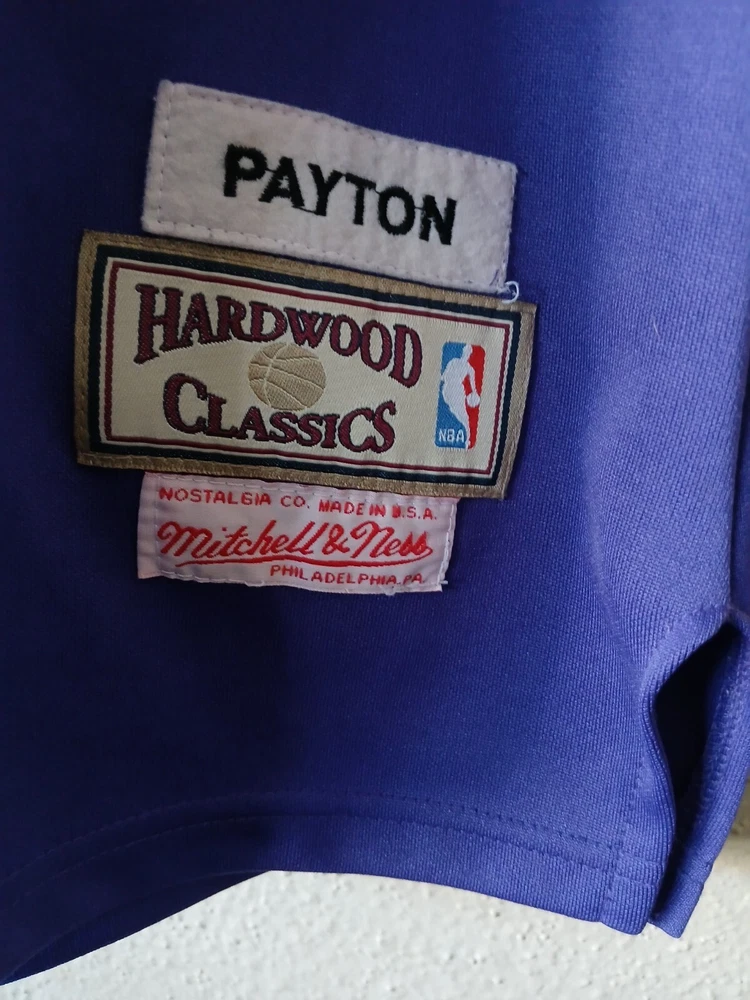 PAYTON
HARDWOOD
CLASSICS
NBA
NOSTALGIA CO. MADE IN U.S.A.
Mitchell & Ness
PHILADELPHIA, PA.